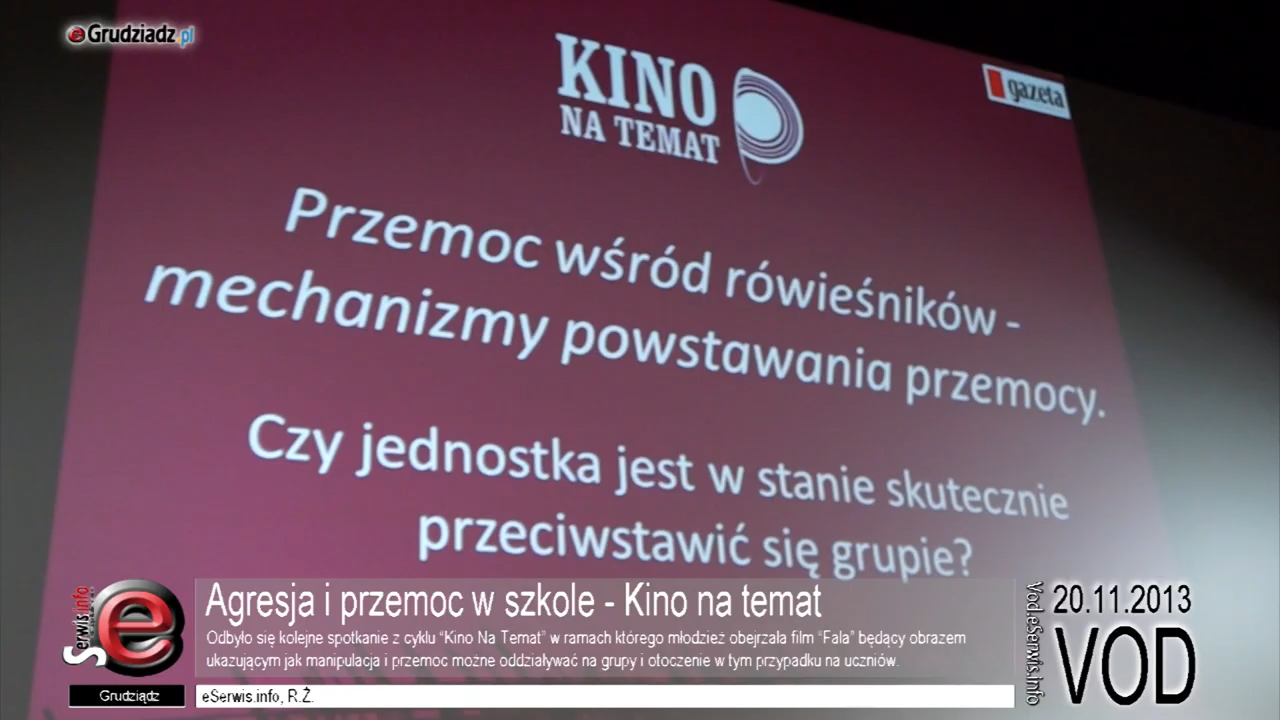 eGrudziadz.pl
KINO
NA TEMAT
gazeta
Przemoc wśród rówieśników -
mechanizmy powstawania przemocy.
Czy jednostka jest w stanie skutecznie
przeciwstawić się grupie?
eSerwis.info
Agresja i przemoc w szkole - Kino na temat
Odbyło się kolejne spotkanie z cyklu "Kino Na Temat" w ramach którego młodzież obejrzała film "Fala" będący obrazem
ukazującym jak manipulacja i przemoc możne oddziaływać na grupy i otoczenie w tym przypadku na uczniów.
Grudziądz
eSerwis.info, R.Ż.
Vod.eSerwis.Info
20.11.2013
VOD